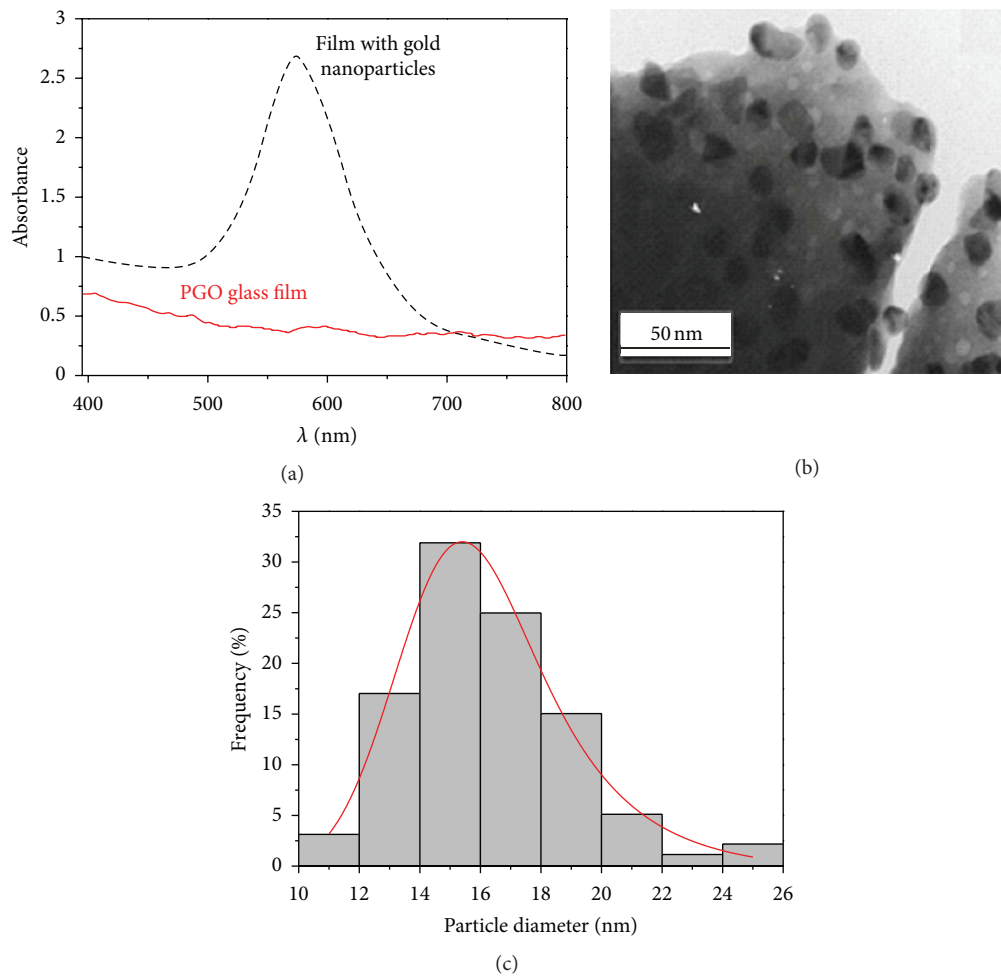 3
2.5
2
1.5
1
0.5
0
Absorbance
Film with gold
nanoparticles
PGO glass film
400 500 600 700 800
λ (nm)
(a)
50 nm
(b)
35
30
25
20
15
10
5
0
Frequency (%)
10 12 14 16 18 20 22 24 26
Particle diameter (nm)
(c)